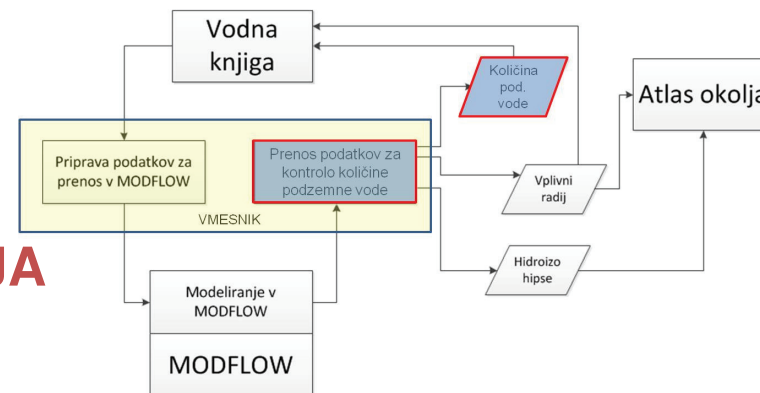 Vodna
knjiga
Količina
pod.
vode
Atlas okolja
Priprava podatkov za
prenos v MODFLOW
Prenos podatkov za
kontrolo količine
podzemne vode
Vplivni
radij
VMESNIK
UA
Hidroizo
hipse
Modeliranje v
MODFLOW
MODFLOW